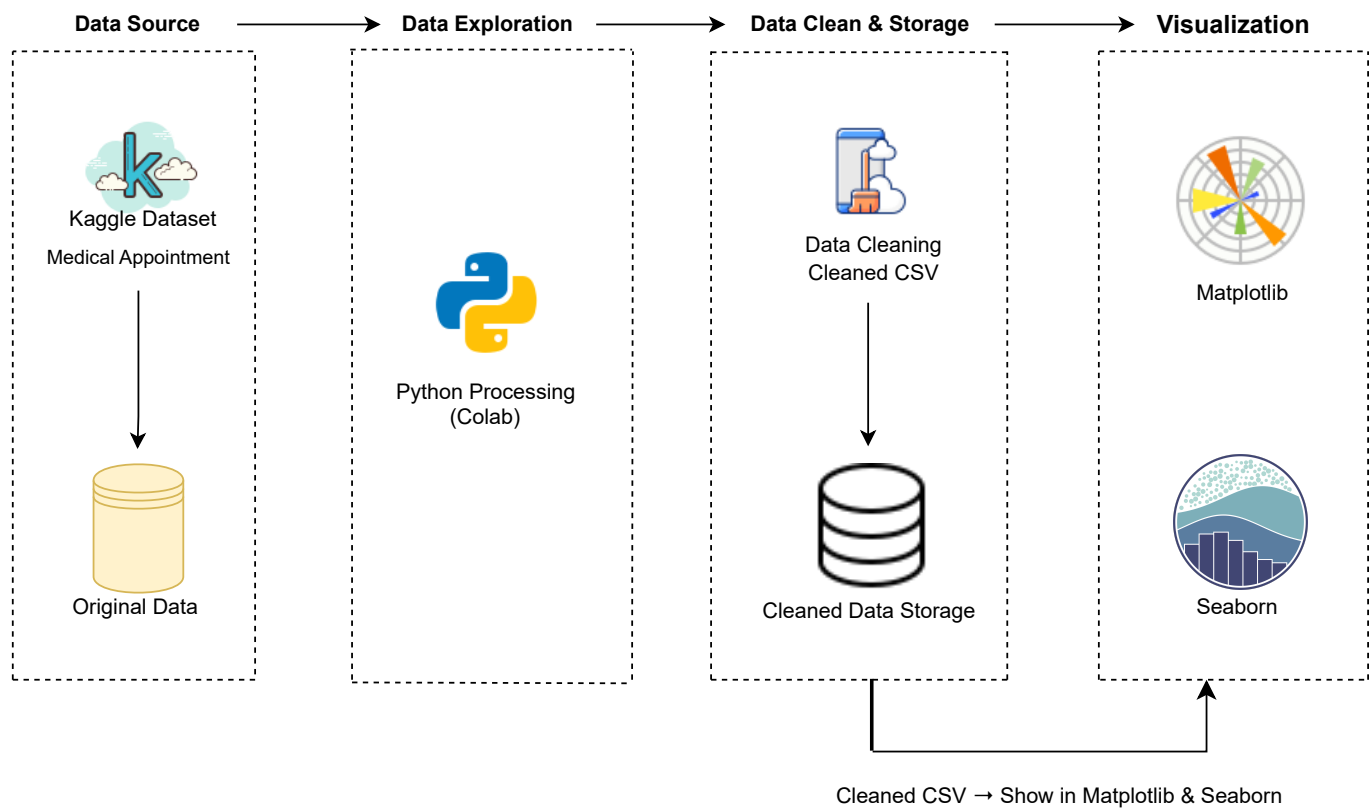 Data Source
Data Exploration
Data Clean & Storage
Visualization
k
Kaggle Dataset
Medical Appointment
Original Data
Python Processing
(Colab)
Data Cleaning
Cleaned CSV
Cleaned Data Storage
Matplotlib
Seaborn
Cleaned CSV → Show in Matplotlib & Seaborn